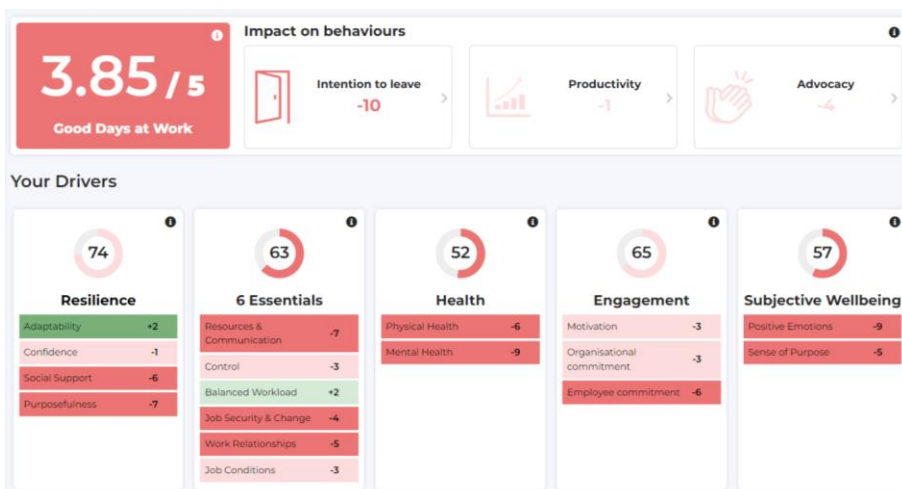 Impact on behaviours
3.85 / 5
Good Days at Work
Intention to leave
-10
Productivity
-1
Advocacy
-4
Your Drivers
74
Resilience
Adaptability +2
Confidence -1
Social Support -6
Purposefulness -7
63
6 Essentials
Resources &
Communication -7
Control -3
Balanced Workload +2
Job Security & Change -4
Work Relationships -5
Job Conditions -3
52
Health
Physical Health -6
Mental Health -9
65
Engagement
Motivation -3
Organisational
commitment -3
Employee commitment -6
57
Subjective Wellbeing
Positive Emotions -9
Sense of Purpose -5